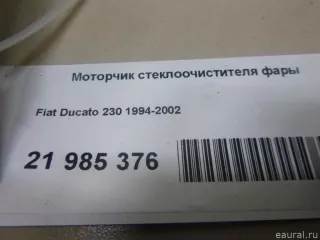 Моторчик стеклоочистителя фары
Fiat Ducato 230 1994-2002
21 985 376
eaural.ru